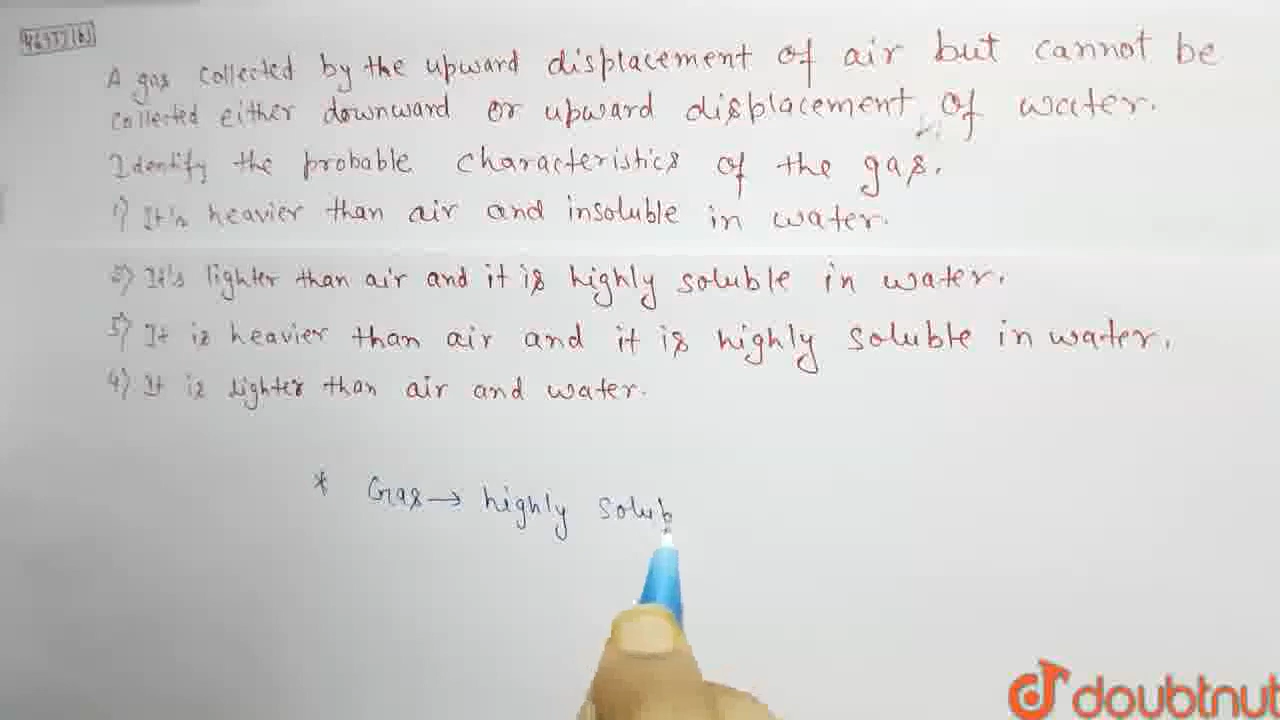 A gas collected by the upward displacement of air but cannot be
collected either downward or upward displacement of water.
Identify the probable characteristics of the gas.
1) It's heavier than air and insoluble in water.
It's lighter than air and it is highly soluble in water.
It is heavier than air and it is highly soluble in water.
4) It is lighter than air and water.
* Gas → highly solub
doubtnut